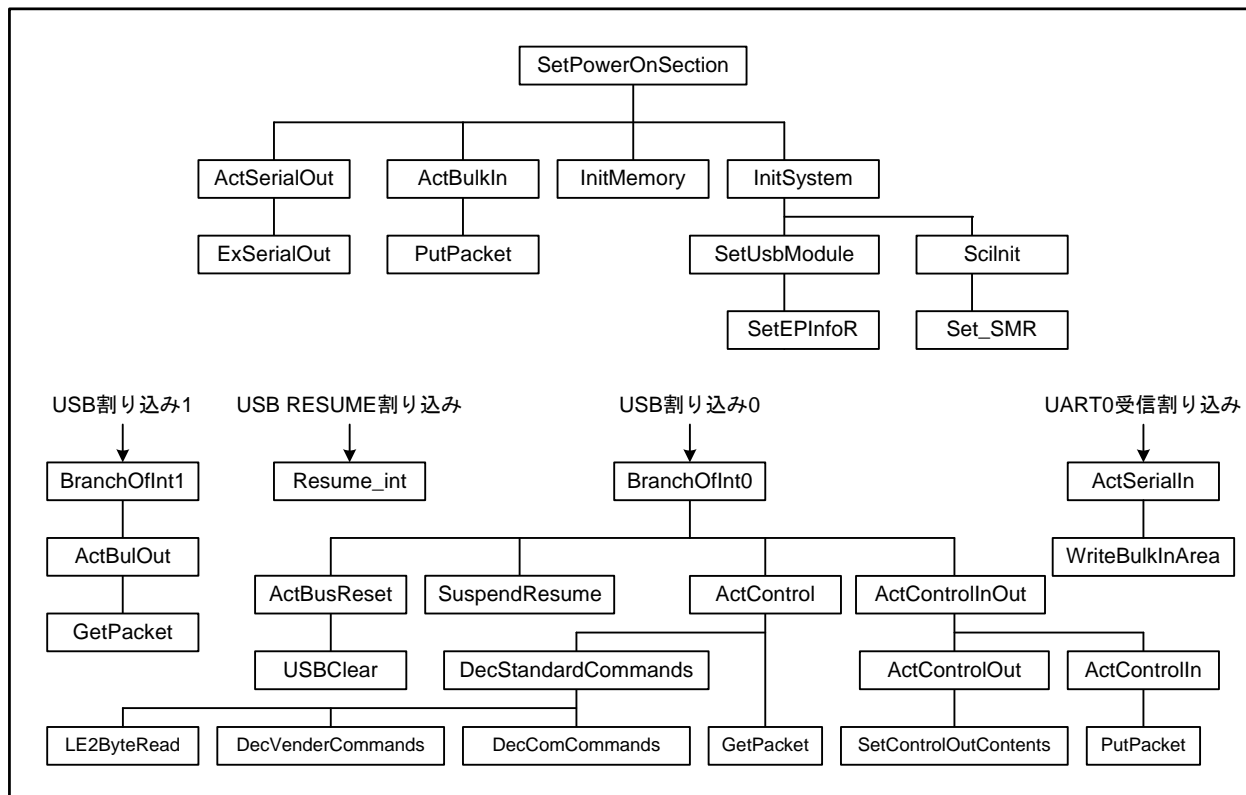 SetPowerOnSection
ActSerialOut
ActBulkIn
InitMemory
InitSystem
ExSerialOut
PutPacket
SetUsbModule
SciInit
SetEPInfoR
Set_SMR
USB割り込み1
USB RESUME割り込み
USB割り込み0
UART0受信割り込み
BranchOfInt1
Resume_int
BranchOfInt0
ActSerialIn
ActBulOut
WriteBulkInArea
ActBusReset
SuspendResume
ActControl
ActControlInOut
GetPacket
USBClear
DecStandardCommands
ActControlOut
ActControlIn
LE2ByteRead
DecVenderCommands
DecComCommands
GetPacket
SetControlOutContents
PutPacket